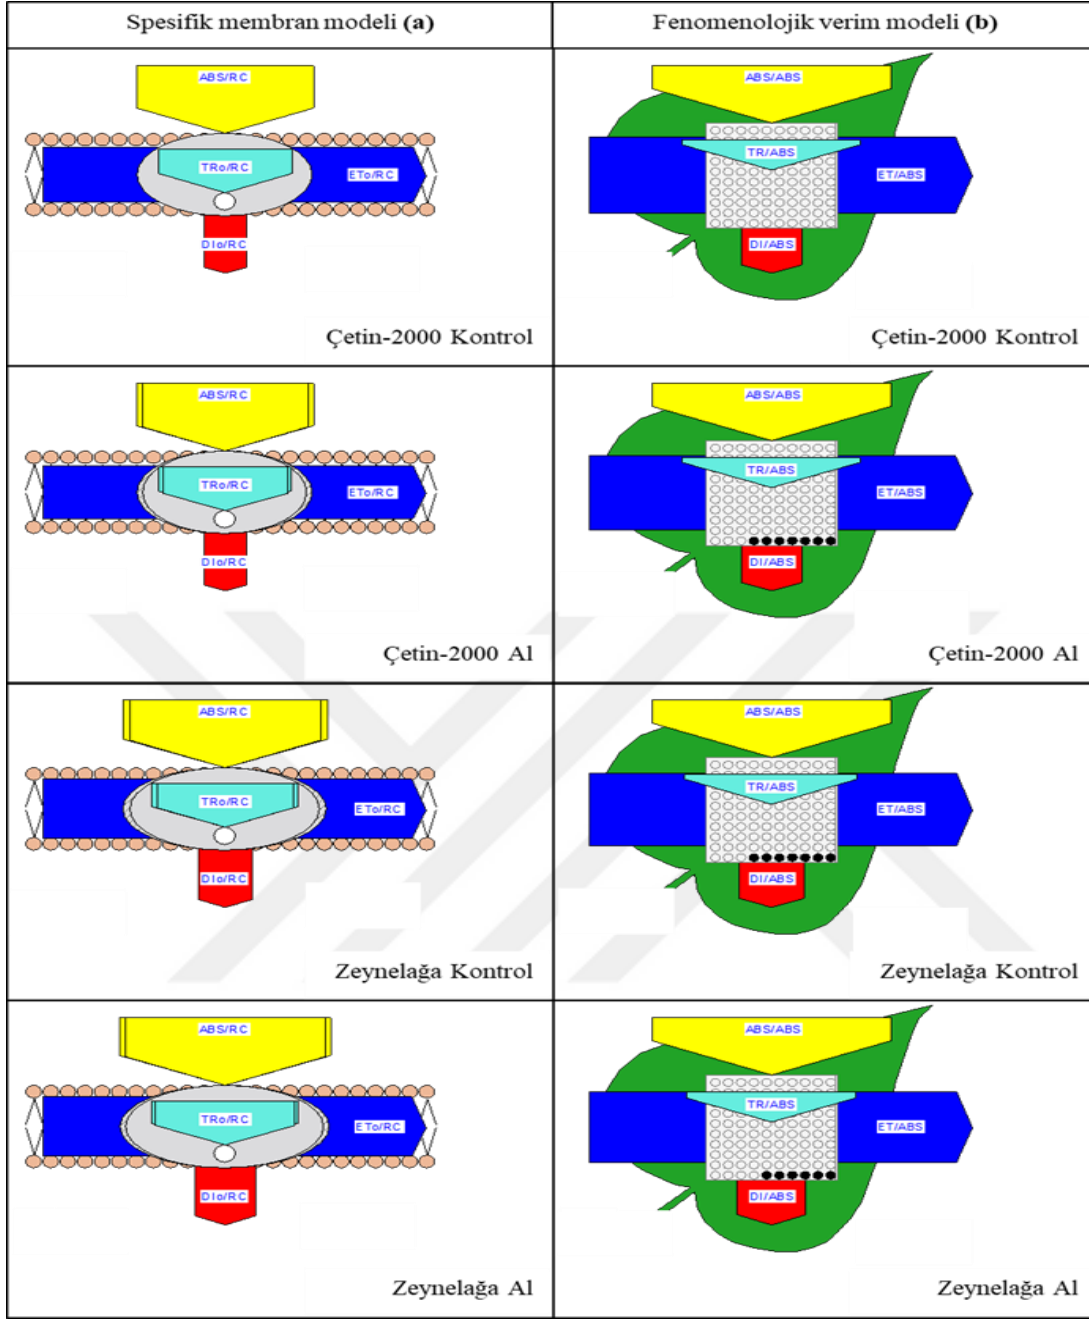 Spesifik membran modeli (a)
Fenomenolojik verim modeli (b)
ABS/RC
TRo/RC
ETo/RC
DIo/RC
Çetin-2000 Kontrol
ABS/ABS
TR/ABS
ET/ABS
DI/ABS
Çetin-2000 Kontrol
ABS/RC
TRo/RC
ETo/RC
DIo/RC
Çetin-2000 Al
ABS/ABS
TR/ABS
ET/ABS
DI/ABS
Çetin-2000 Al
ABS/RC
TRo/RC
ETo/RC
DIo/RC
Zeynelağa Kontrol
ABS/ABS
TR/ABS
ET/ABS
DI/ABS
Zeynelağa Kontrol
ABS/RC
TRo/RC
ETo/RC
DIo/RC
Zeynelağa Al
ABS/ABS
TR/ABS
ET/ABS
DI/ABS
Zeynelağa Al